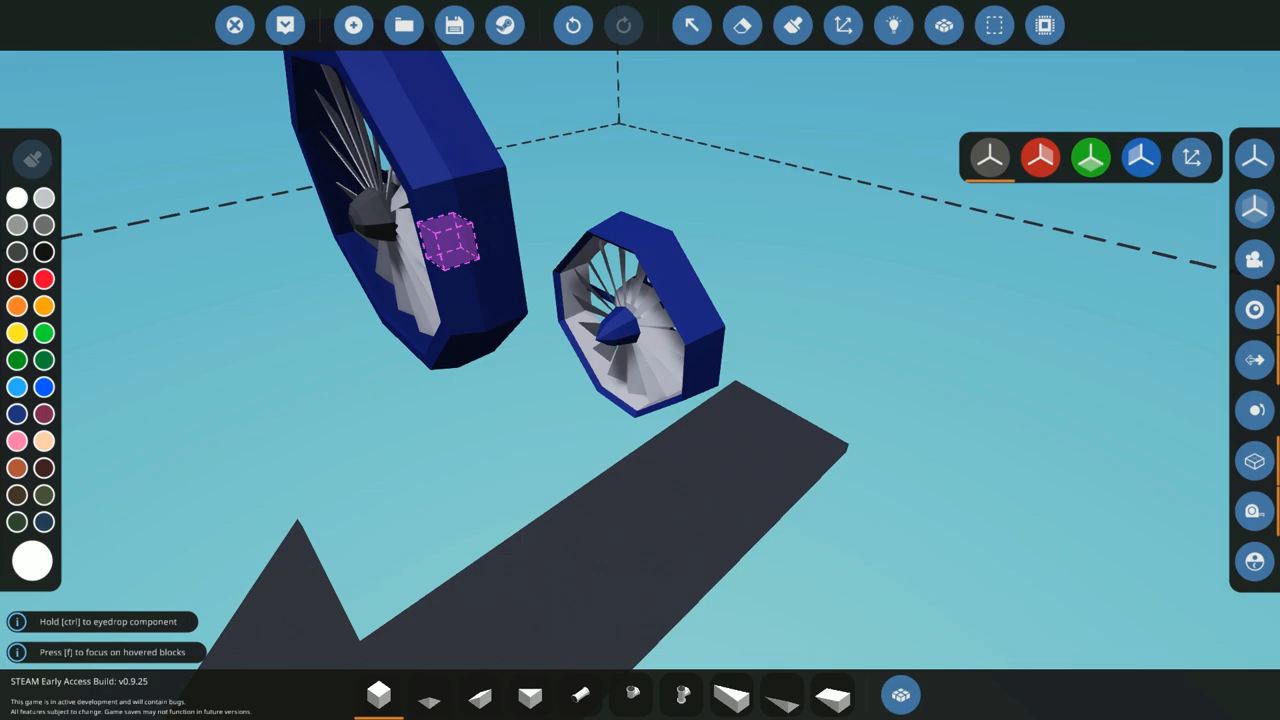 Hold [ctrl] to eyedrop component
Press [f] to focus on hovered blocks
STEAM Early Access Build: v0.9.25
This game is in active development and will contain bugs.
All features subject to change. Game saves may not function in future versions.